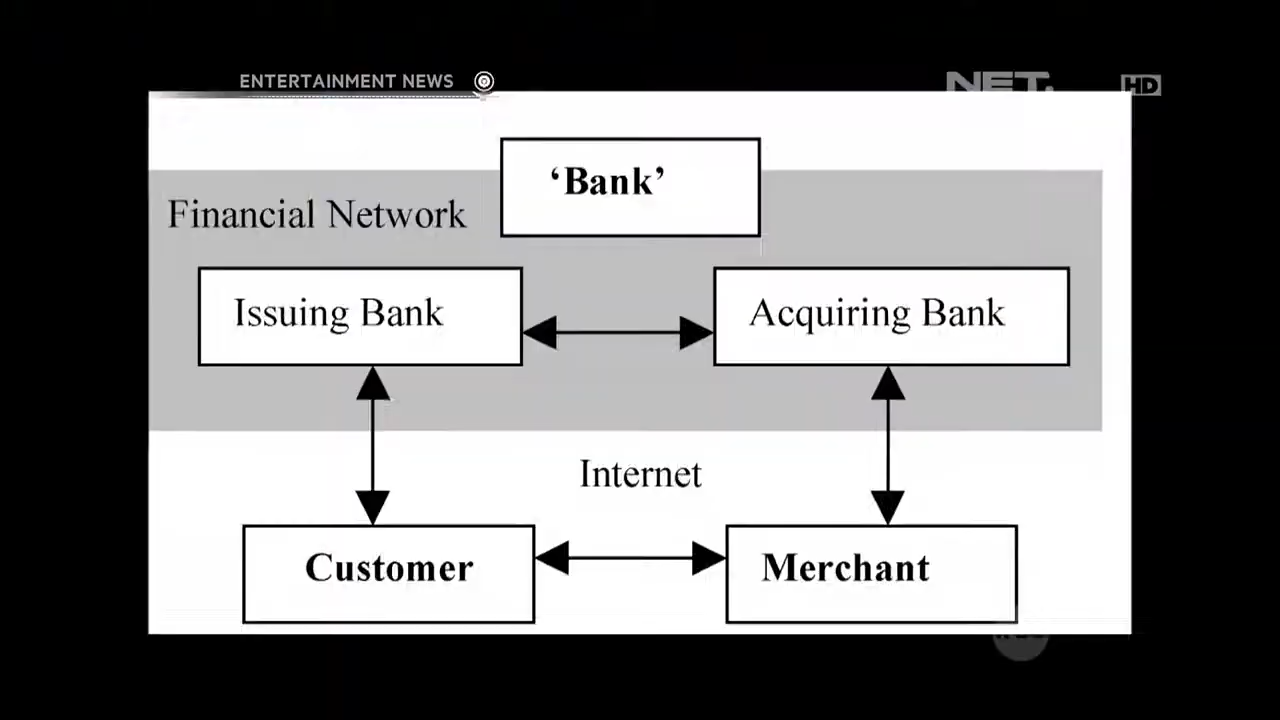 ENTERTAINMENT NEWS
NET.
HD
‘Bank’
Financial Network
Issuing Bank
Acquiring Bank
Internet
Customer
Merchant